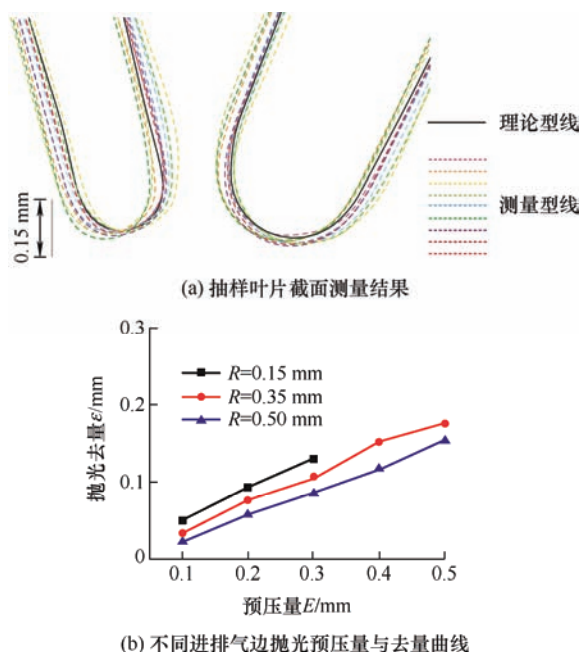 理论型线
测量型线
0.15 mm
(a) 抽样叶片截面测量结果
0.3
0.2
0.1
0
抛光去量ε/mm
R=0.15 mm
R=0.35 mm
R=0.50 mm
0.1 0.2 0.3 0.4 0.5
预压量E/mm
(b) 不同进排气边抛光预压量与去量曲线